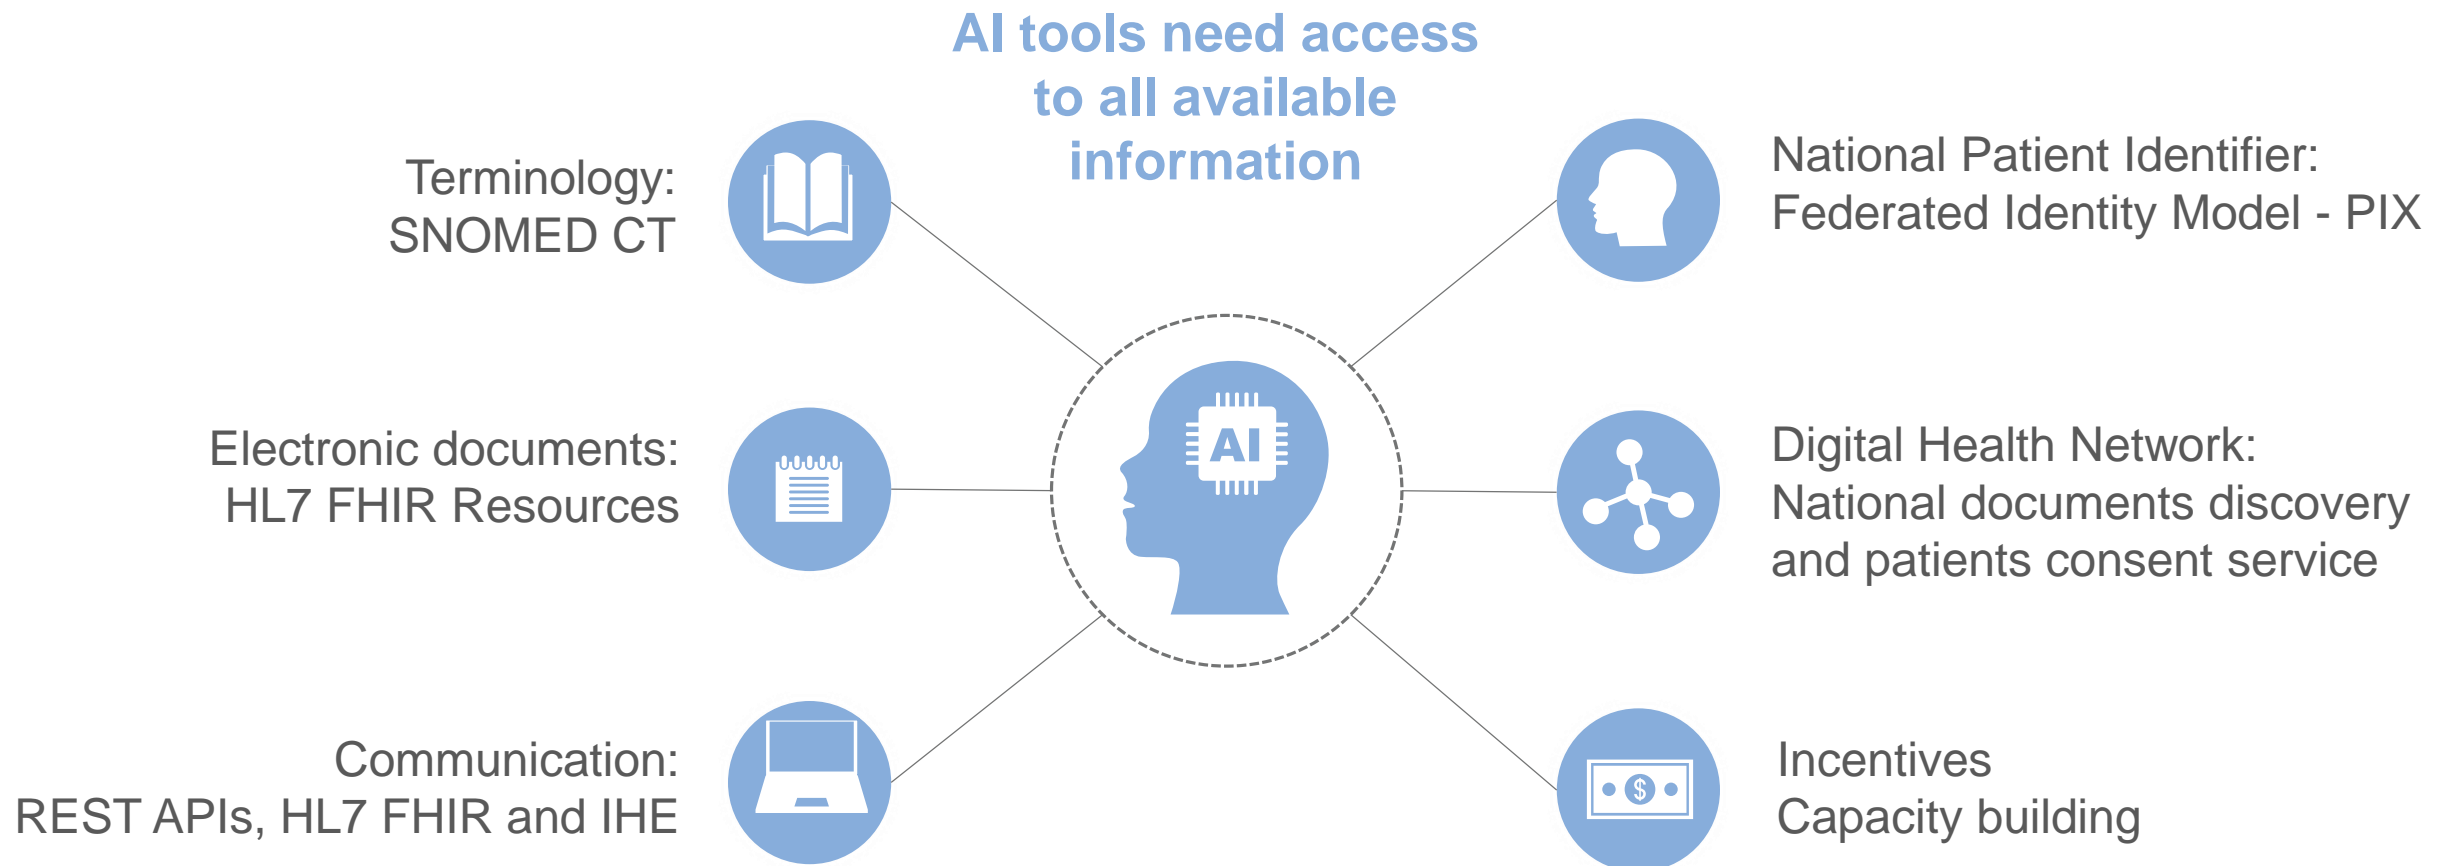 AI tools need access
to all available
information
Terminology:
SNOMED CT
National Patient Identifier:
Federated Identity Model - PIX
AI
Electronic documents:
HL7 FHIR Resources
Digital Health Network:
National documents discovery
and patients consent service
Communication:
REST APIs, HL7 FHIR and IHE
$
Incentives
Capacity building